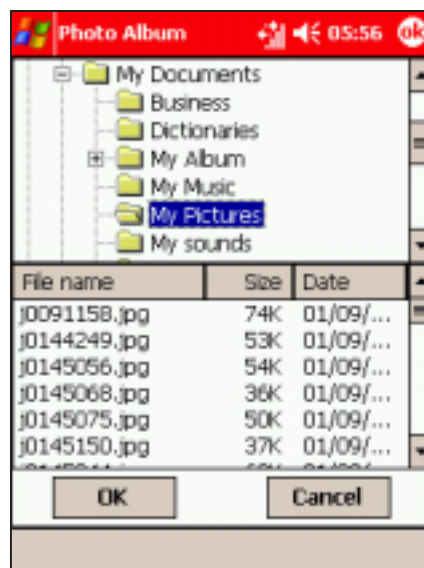 Photo Album 05:56 ok
My Documents
Business
Dictionaries
My Album
My Music
My Pictures
My sounds
File name Size Date
j0091158.jpg 74K 01/09/...
j0144249.jpg 53K 01/09/...
j0145056.jpg 54K 01/09/...
j0145068.jpg 36K 01/09/...
j0145075.jpg 50K 01/09/...
j0145150.jpg 37K 01/09/...
OK Cancel